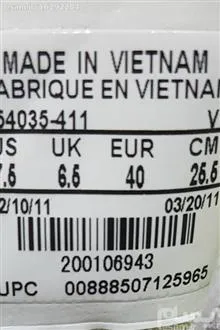 MADE IN VIETNAM
FABRIQUE EN VIETNAM
54035-411 V
US UK EUR CM
7.5 6.5 40 25.5
2/10/11 03/20/11
200106943
UPC 00888507125965